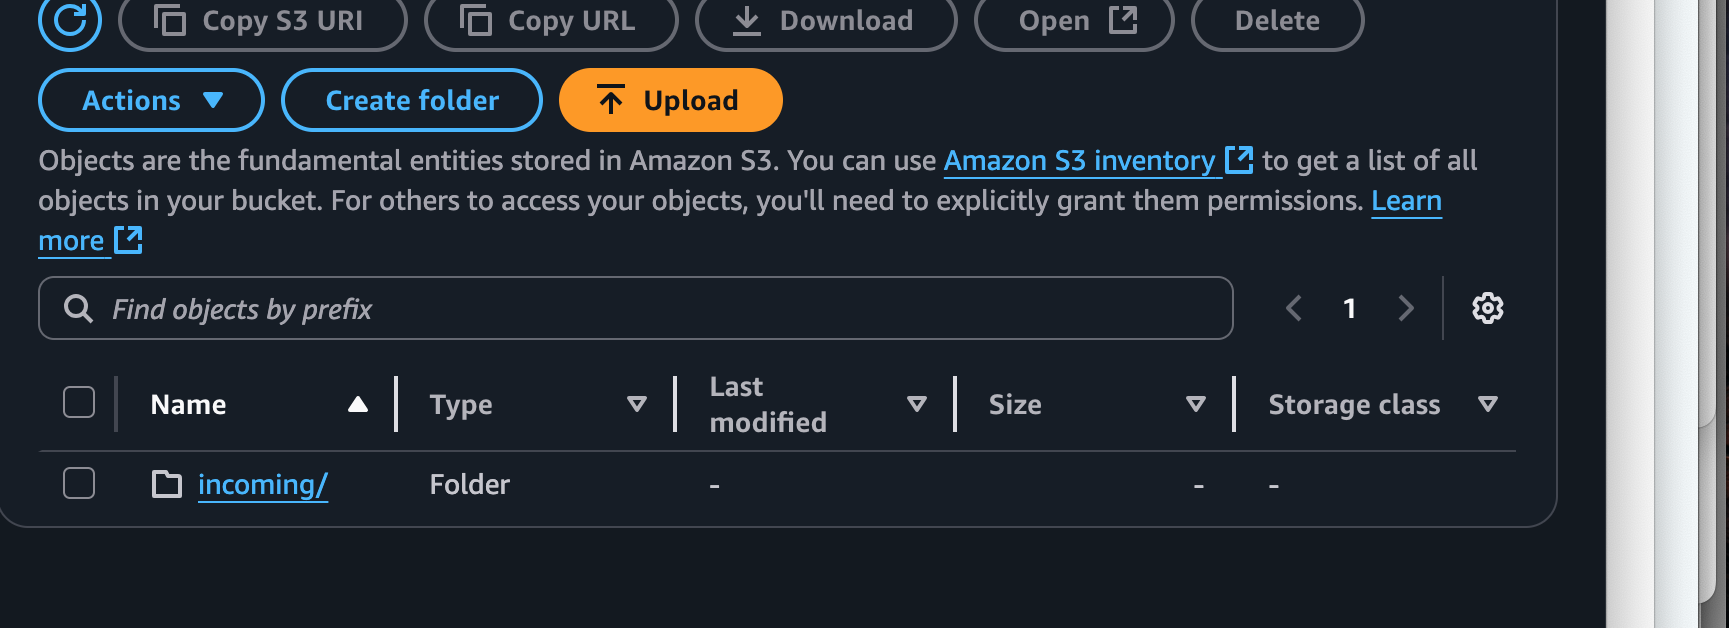 Copy S3 URI Copy URL Download Open Delete
Actions Create folder Upload
Objects are the fundamental entities stored in Amazon S3. You can use Amazon S3 inventory to get a list of all
objects in your bucket. For others to access your objects, you'll need to explicitly grant them permissions. Learn
more
Find objects by prefix 1
Name Type Last modified Size Storage class
incoming/ Folder - - -